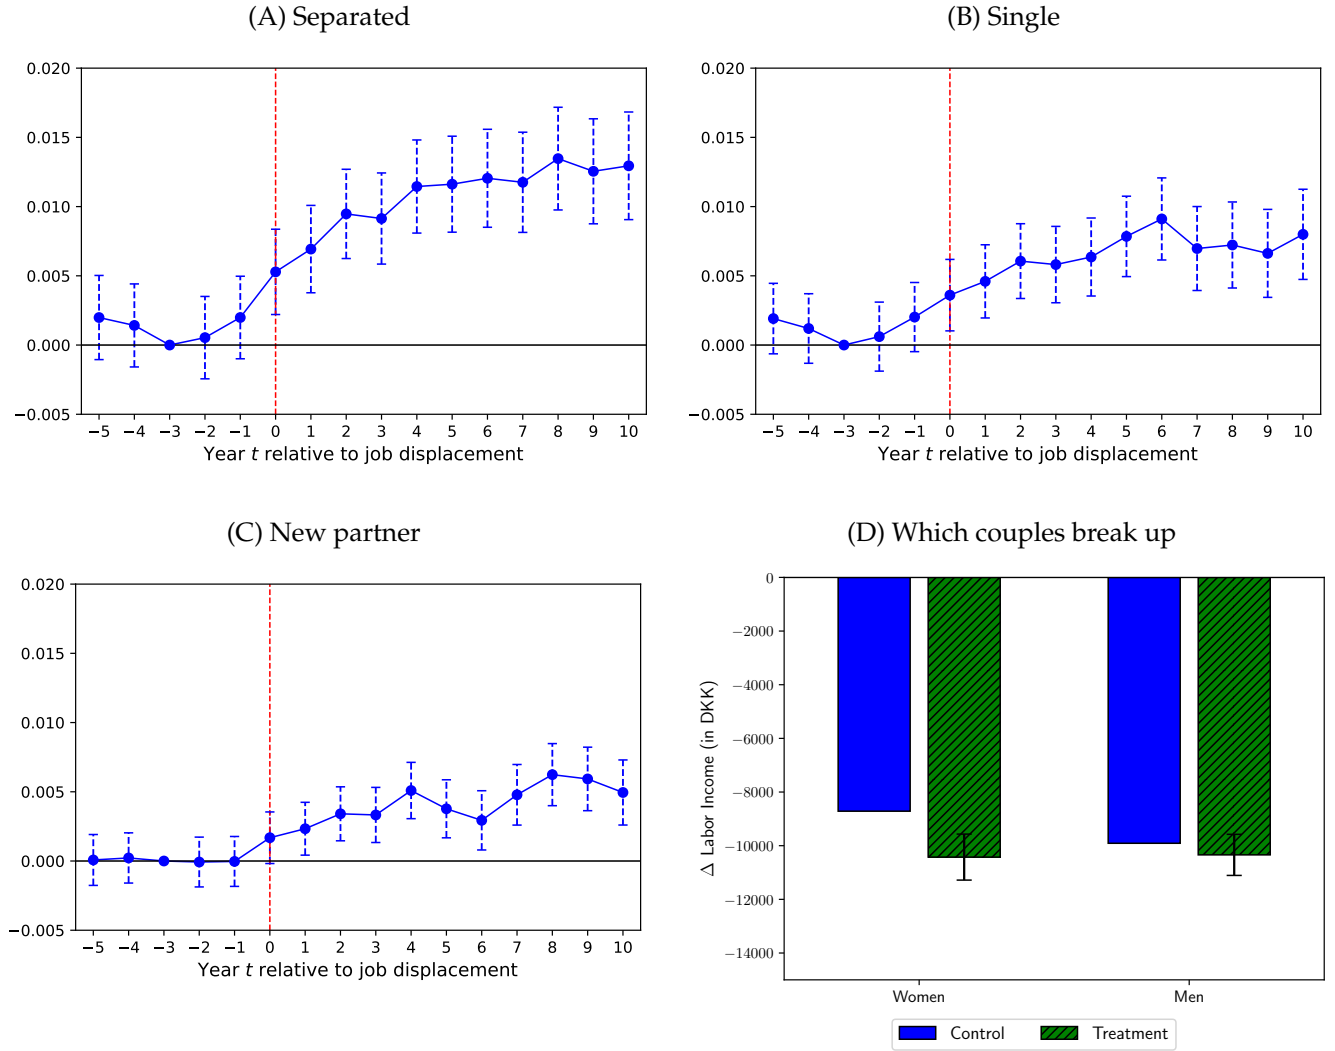 (A) Separated
0.020
0.015
0.010
0.005
0.000
−0.005
−5 −4 −3 −2 −1 0 1 2 3 4 5 6 7 8 9 10
Year t relative to job displacement
(B) Single
0.020
0.015
0.010
0.005
0.000
−0.005
−5 −4 −3 −2 −1 0 1 2 3 4 5 6 7 8 9 10
Year t relative to job displacement
(C) New partner
0.020
0.015
0.010
0.005
0.000
−0.005
−5 −4 −3 −2 −1 0 1 2 3 4 5 6 7 8 9 10
Year t relative to job displacement
(D) Which couples break up
Δ Labor Income (in DKK)
0
−2000
−4000
−6000
−8000
−10000
−12000
−14000
Women Men
Control Treatment